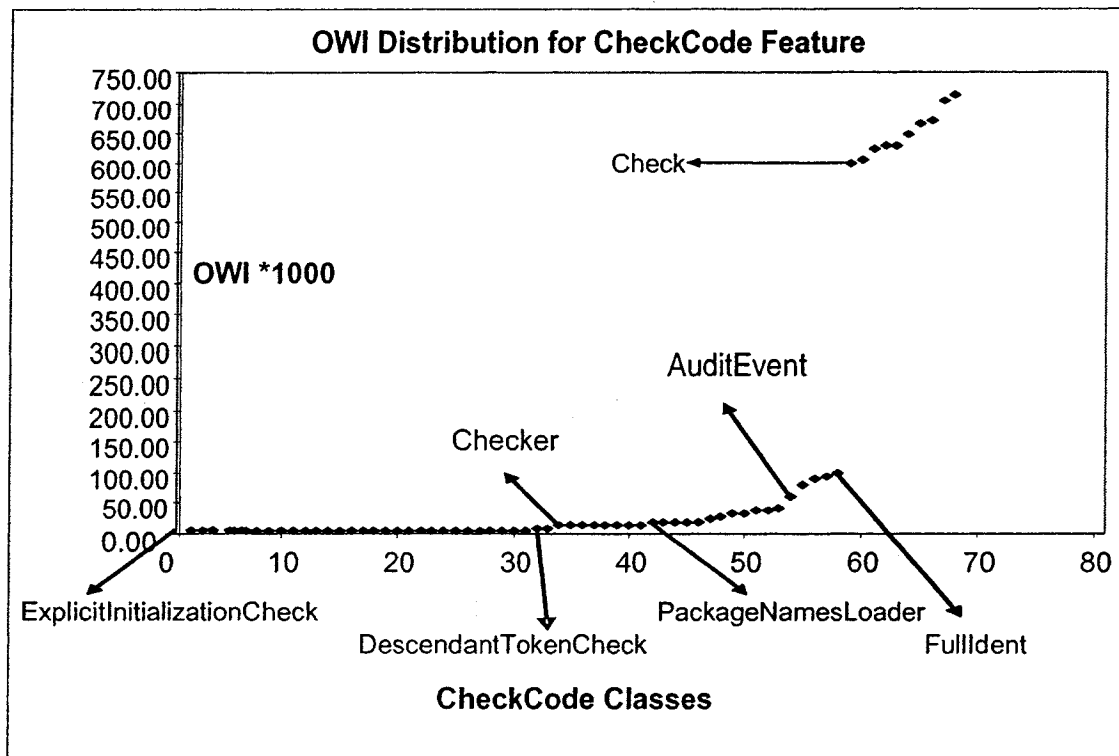 OWI Distribution for CheckCode Feature
750.00
700.00
650.00
600.00
550.00
500.00
450.00
400.00
350.00
300.00
250.00
200.00
150.00
100.00
50.00
0.00
OWI *1000
Check
AuditEvent
Checker
0 10 20 30 40 50 60 70 80
ExplicitInitializationCheck
PackageNamesLoader
DescendantTokenCheck
FullIdent
CheckCode Classes